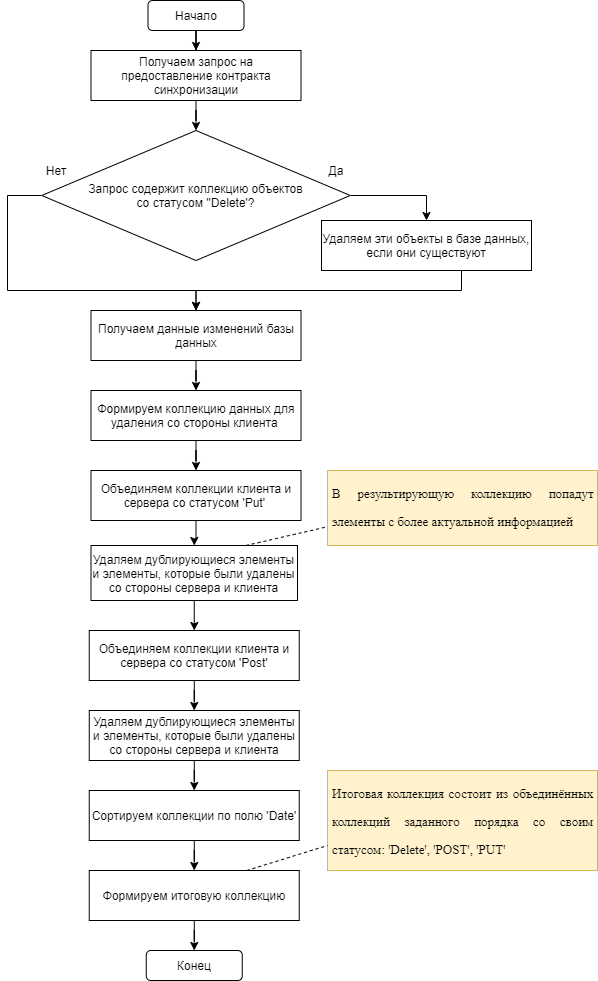 Начало
Получаем запрос на
предоставление контракта
синхронизации
Нет
Да
Запрос содержит коллекцию объектов
со статусом "Delete'?
Удаляем эти объекты в базе данных,
если они существуют
Получаем данные изменений базы
данных
Формируем коллекцию данных для
удаления со стороны клиента
Объединяем коллекции клиента и
сервера со статусом 'Put'
В результирующую коллекцию попадут
элементы с более актуальной информацией
Удаляем дублирующиеся элементы
и элементы, которые были удалены
со стороны сервера и клиента
Объединяем коллекции клиента и
сервера со статусом 'Post'
Удаляем дублирующиеся элементы
и элементы, которые были удалены
со стороны сервера и клиента
Сортируем коллекции по полю 'Date'
Итоговая коллекция состоит из объединённых
коллекций заданного порядка со своим
статусом: 'Delete', 'POST', 'PUT'
Формируем итоговую коллекцию
Конец